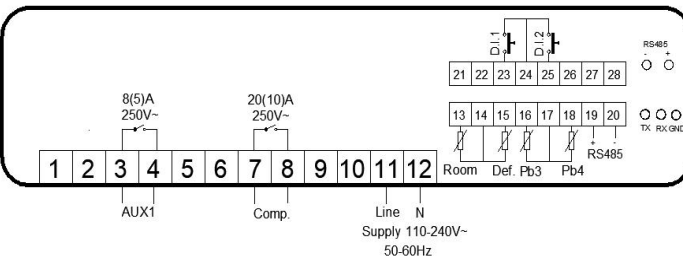 D.I.1 D.I.2
RS485
- +
21 22 23 24 25 26 27 28
8(5)A 20(10)A
250V~ 250V~
13 14 15 16 17 18 19 20
TX RX GND
+ -
RS485
Room Def. Pb3 Pb4
1 2 3 4 5 6 7 8 9 10 11 12
AUX1 Comp. Line N
Supply 110-240V~
50-60Hz